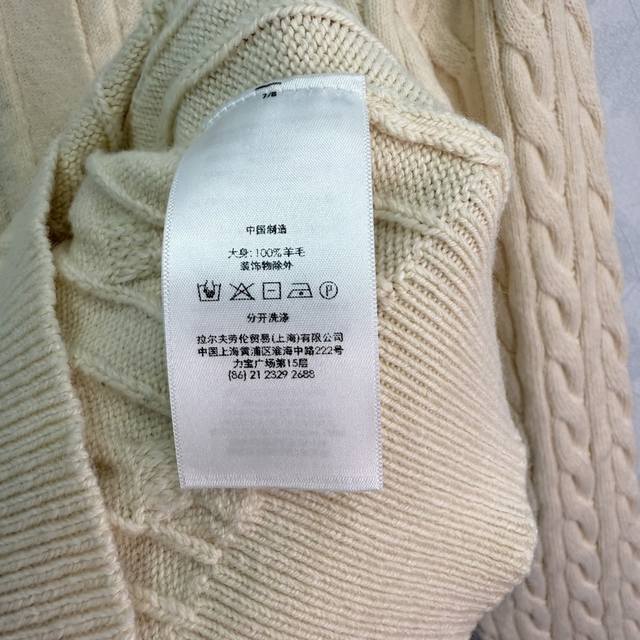 7/8
中国制造
大身: 100%羊毛
装饰物除外
分开洗涤
拉尔夫劳伦贸易(上海)有限公司
中国上海黄浦区淮海中路222号
力宝广场第15层
(86) 21 2329 2688